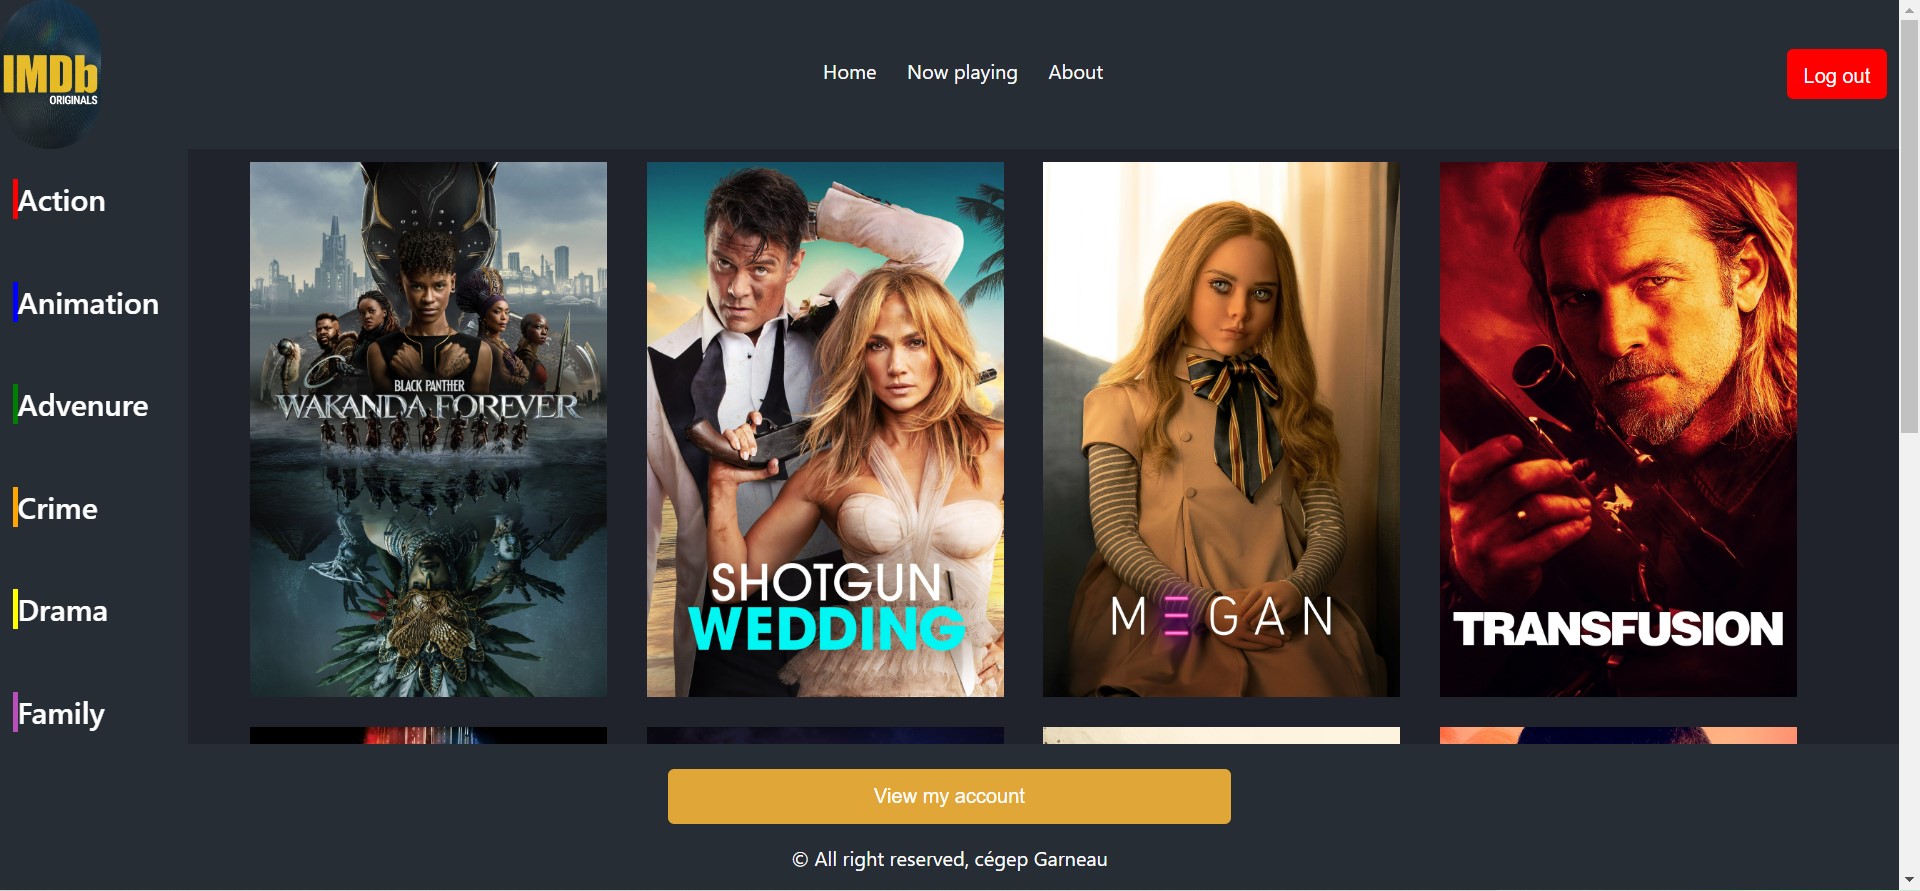 IMDb
ORIGINALS
Home
Now playing
About
Log out
Action
Animation
Advenure
Crime
Drama
Family
BLACK PANTHER
WAKANDA FOREVER
SHOTGUN
WEDDING
M Ξ G A N
TRANSFUSION
View my account
© All right reserved, cégep Garneau